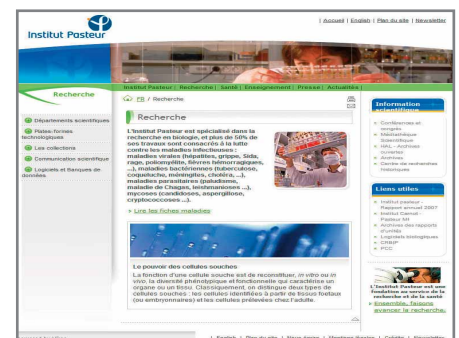 Institut Pasteur
| Accueil | English | Plan du site | Newsletter
Institut Pasteur | Recherche | Santé | Enseignement | Presse | Actualités |
Recherche
Départements scientifiques
Plates-formes
technologiques
Les collections
Communication scientifique
Logiciels et Banques de
données
FR / Recherche
Recherche
L'Institut Pasteur est spécialisé dans la
recherche en biologie, et plus de 50% de
ses travaux sont consacrés à la lutte
contre les maladies infectieuses:
maladies virales (hépatites, grippe, Sida,
rage, poliomyélite, fièvres hémorragiques,
...), maladies bactériennes (tuberculose,
coqueluche, méningites, choléra, ...),
maladies parasitaires (paludisme,
maladie de Chagas, leishmanioses ...),
mycoses (candidoses, aspergillose,
cryptococcoses ...).
> Lire les fiches maladies
Le pouvoir des cellules souches
La fonction d'une cellule souche est de reconstituer, in vitro ou in
vivo, la diversité phénotypique et fonctionnelle qui caractérise un
organe ou un tissu. Classiquement, on distingue deux types de
cellules souches : les cellules identifiées à partir de tissus foetaux
(ou embryonnaires) et les cellules prélevées chez l'adulte.
Information
scientifique
Conférences et
congrès
Médiathèque
Scientifique
HAL - Archives
ouvertes
Archives
Centre de recherches
historiques
Liens utiles
Institut pasteur -
Rapport annuel 2007
Institut Carnot -
Pasteur MI
Archives des rapports
d'unités
Logiciels biologiques
CRBIP
PCC
L'Institut Pasteur est une
fondation au service de la
recherche et de la santé
> Ensemble, faisons
avancer la recherche.